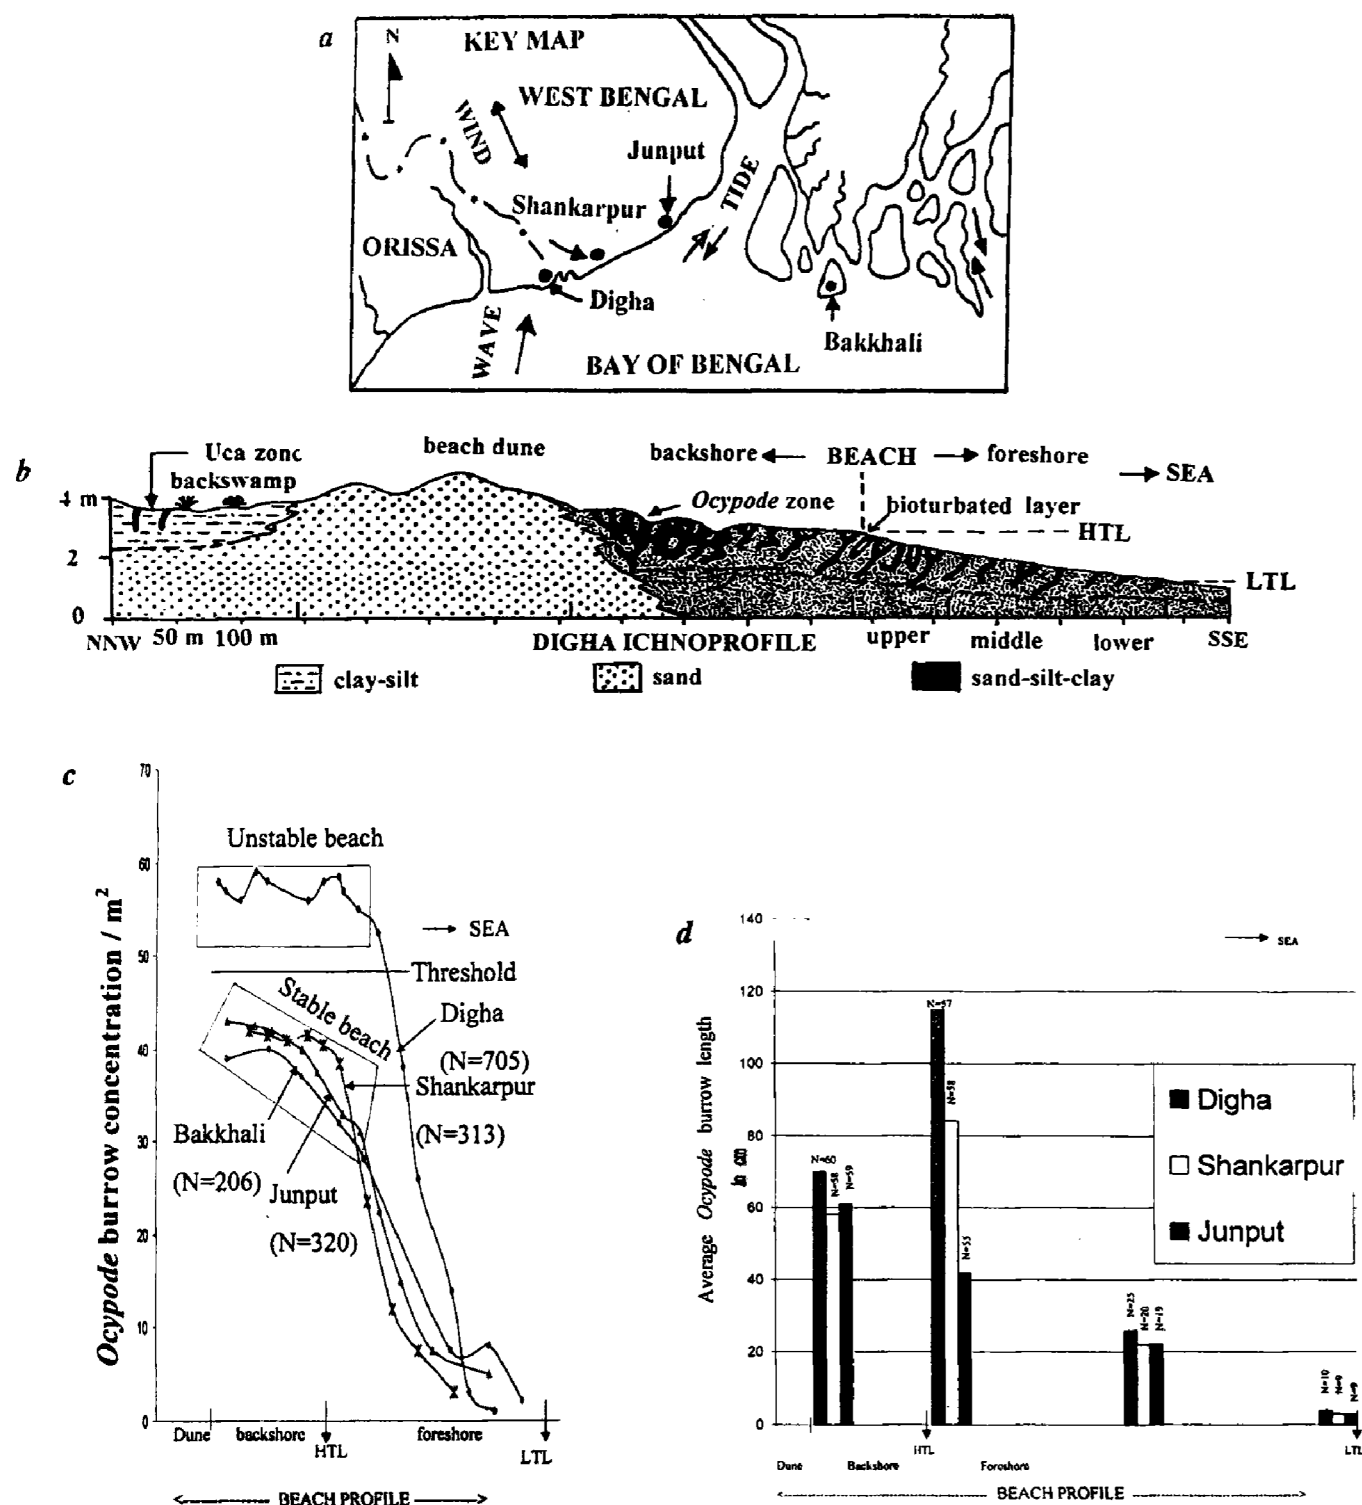 a
N
KEY MAP
WEST BENGAL
WIND
Junput
Shankarpur
TIDE
ORISSA
Digha
WAVE
BAY OF BENGAL
Bakkhali
b
Uca zone
backswamp
beach dune
backshore
BEACH
foreshore
SEA
4 m
Ocypode zone
bioturbated layer
HTL
2
LTL
0
NNW 50 m 100 m
DIGHA ICHNOPROFILE
upper
middle
lower
SSE
clay-silt
sand
sand-silt-clay
c
70
Unstable beach
60
SEA
50
Threshold
Stable beach
Digha
(N=705)
40
Shankarpur
(N=313)
Bakkhali
(N=206)
30
Junput
(N=320)
20
10
0
Ocypode burrow concentration / m²
Dune
backshore
HTL
foreshore
LTL
BEACH PROFILE
d
140
SEA
120
100
80
60
40
20
0
Average Ocypode burrow length
in cm
N=60
N=58
N=59
N=57
N=58
N=55
N=25
N=20
N=19
N=10
N=9
N=9
Digha
Shankarpur
Junput
HTL
LTL
Dune
Backshore
Foreshore
BEACH PROFILE